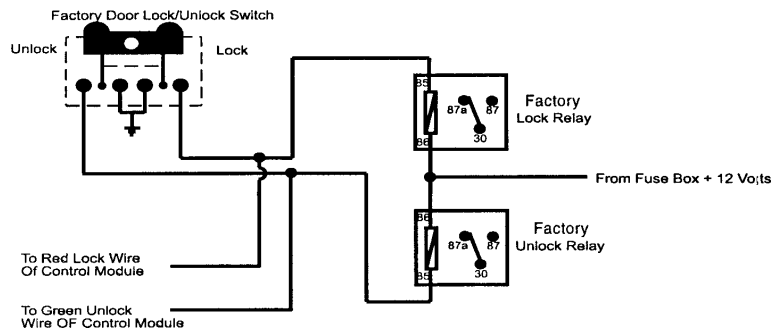 Factory Door Lock/Unlock Switch
Unlock
Lock
85
87a
87
30
86
Factory
Lock Relay
From Fuse Box + 12 Vo¡ts
86
87a
87
30
85
Factory
Unlock Relay
To Red Lock Wire
Of Control Module
To Green Unlock
Wire OF Control Module